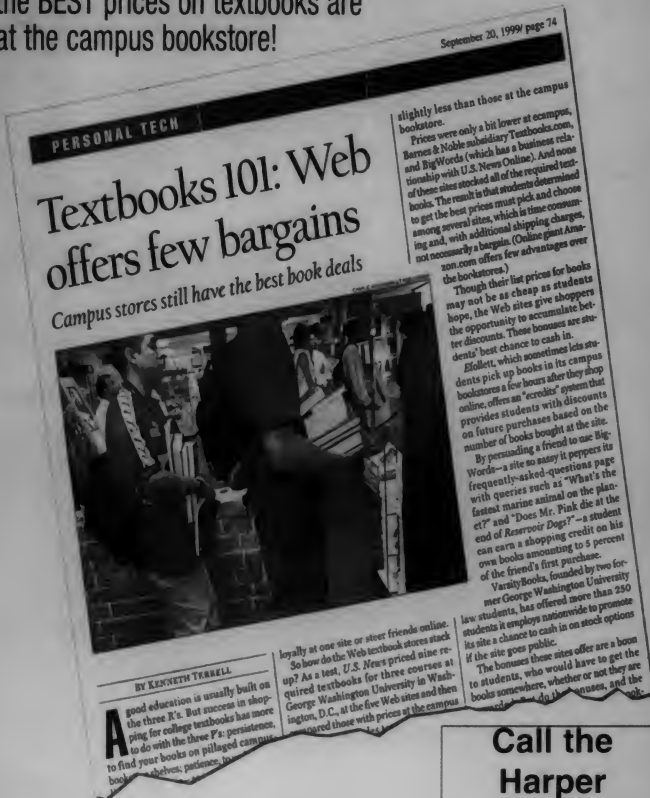 the BEST prices on textbooks are
at the campus bookstore!
September 20, 1999/ page 74
PERSONAL TECH
Textbooks 101: Web
offers few bargains
Campus stores still have the best book deals
BY KENNETH TERRELL
A good education is usually built on
the three R's. But success in shop-
ping for college textbooks has more
to do with the three P's: persistence,
to find your books on pillaged campus
shelves; patience,
loyally at one site or steer friends online.
So how do the Web textbook stores stack
up? As a test, U.S. News priced nine re-
quired textbooks for three courses at
George Washington University in Wash-
ington, D.C., at the five Web sites and then
those with prices at the campus
slightly less than those at the campus
bookstore.
Prices were only a bit lower at ecampus,
Barnes & Noble subsidiary Textbooks.com,
and BigWords (which has a business rela-
tionship with U.S. News Online). And none
of these sites stocked all of the required text-
books. The result is that students determined
to get the best prices must pick and choose
among several sites, which is time consum-
ing and, with additional shipping charges,
not necessarily a bargain. (Online giant Ama-
zon.com offers few advantages over
the bookstores.)
Though their list prices for books
may not be as cheap as students
hope, the Web sites give shoppers
the opportunity to accumulate bet-
ter discounts. These bonuses are stu-
dents' best chance to cash in.
Efollett, which sometimes lets stu-
dents pick up books in its campus
bookstores a few hours after they shop
online, offers an "ecredits" system that
provides students with discounts
on future purchases based on the
number of books bought at the site.
By persuading a friend to use Big-
Words—a site so sassy it peppers its
frequently-asked-questions page
with queries such as "What's the
fastest marine animal on the plan-
et?" and "Does Mr. Pink die at the
end of Reservoir Dogs?"—a student
can earn a shopping credit on his
own books amounting to 5 percent
of the friend's first purchase.
VarsityBooks, founded by two for-
mer George Washington University
law students, has offered more than 250
students it employs nationwide to promote
its site a chance to cash in on stock options
if the site goes public.
The bonuses these sites offer are a boon
to students, who would have to get the
books somewhere, whether or not they are
do the bonuses, and the
Call the
Harper